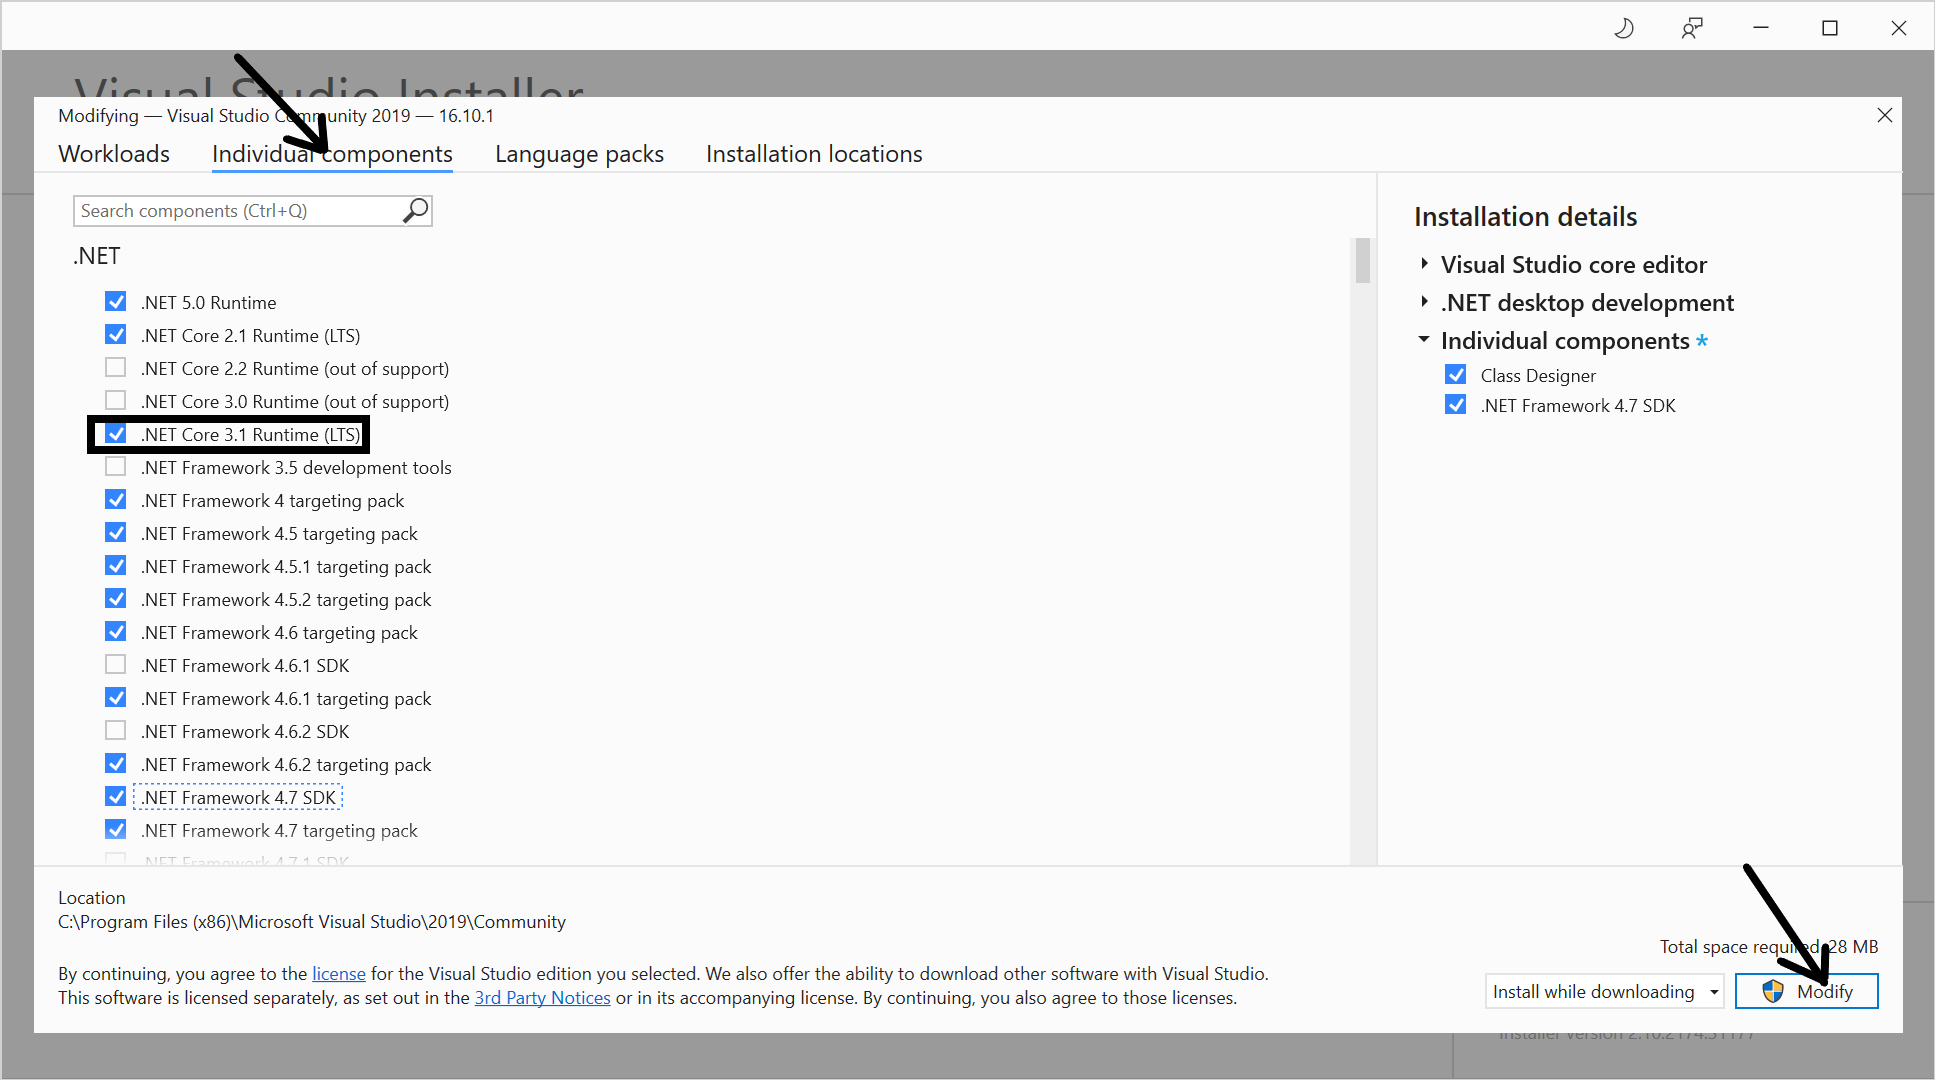 Visual Studio Installer
Modifying — Visual Studio Community 2019 — 16.10.1
Workloads
Individual components
Language packs
Installation locations
Search components (Ctrl+Q)
.NET
.NET 5.0 Runtime
.NET Core 2.1 Runtime (LTS)
.NET Core 2.2 Runtime (out of support)
.NET Core 3.0 Runtime (out of support)
.NET Core 3.1 Runtime (LTS)
.NET Framework 3.5 development tools
.NET Framework 4 targeting pack
.NET Framework 4.5 targeting pack
.NET Framework 4.5.1 targeting pack
.NET Framework 4.5.2 targeting pack
.NET Framework 4.6 targeting pack
.NET Framework 4.6.1 SDK
.NET Framework 4.6.1 targeting pack
.NET Framework 4.6.2 SDK
.NET Framework 4.6.2 targeting pack
.NET Framework 4.7 SDK
.NET Framework 4.7 targeting pack
.NET Framework 4.7.1 SDK
Installation details
Visual Studio core editor
.NET desktop development
Individual components *
Class Designer
.NET Framework 4.7 SDK
Location
C:\Program Files (x86)\Microsoft Visual Studio\2019\Community
By continuing, you agree to the license for the Visual Studio edition you selected. We also offer the ability to download other software with Visual Studio.
This software is licensed separately, as set out in the 3rd Party Notices or in its accompanying license. By continuing, you also agree to those licenses.
Total space required 28 MB
Install while downloading
Modify
Installer version 2.10.2174.31177